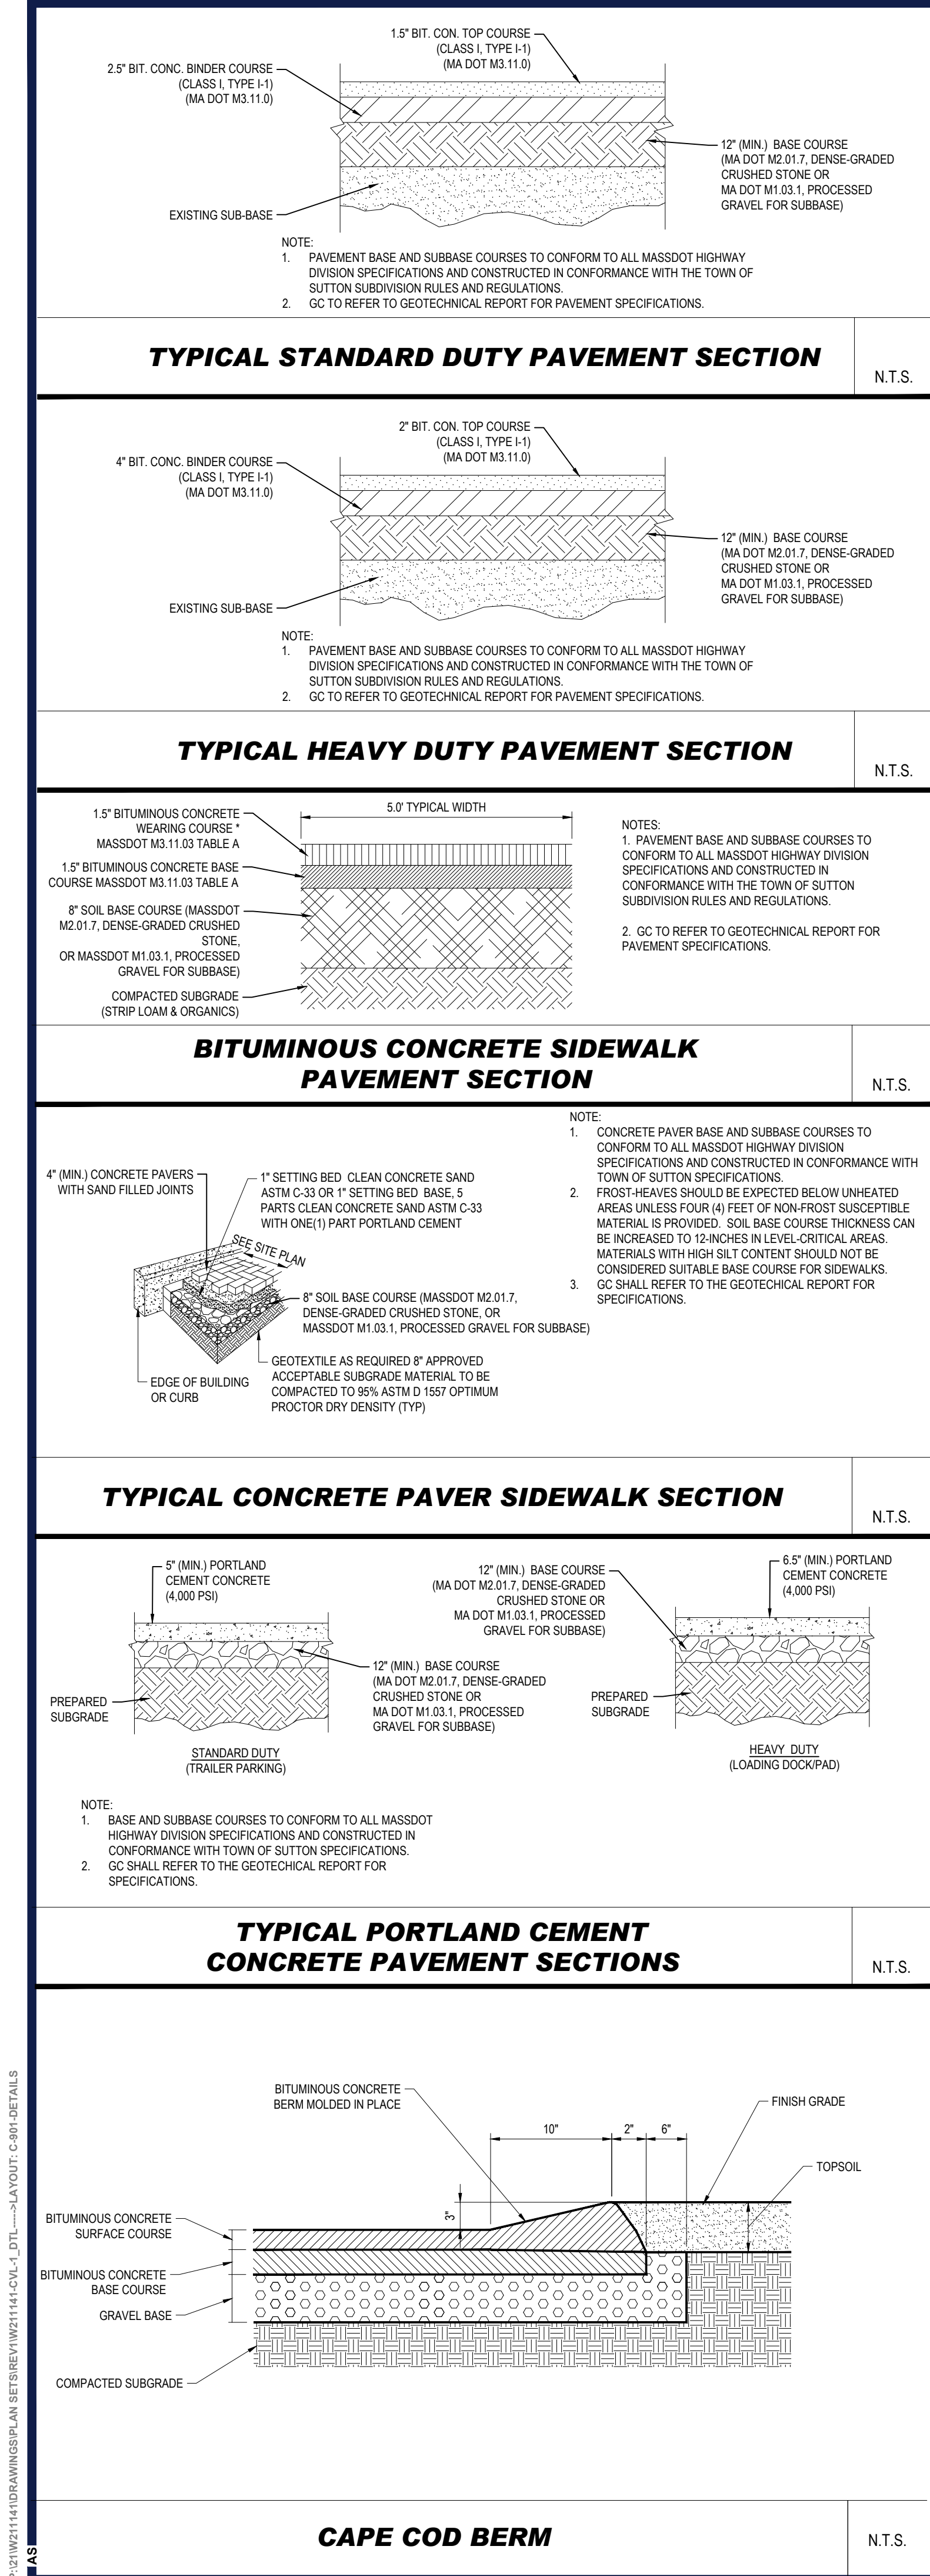 1.5" BIT. CON. TOP COURSE
(CLASS I, TYPE I-1)
(MA DOT M3.11.0)
2.5" BIT. CONC. BINDER COURSE
(CLASS I, TYPE I-1)
(MA DOT M3.11.0)
12" (MIN.) BASE COURSE
(MA DOT M2.01.7, DENSE-GRADED
CRUSHED STONE OR
MA DOT M1.03.1, PROCESSED
GRAVEL FOR SUBBASE)
EXISTING SUB-BASE
NOTE:
1. PAVEMENT BASE AND SUBBASE COURSES TO CONFORM TO ALL MASSDOT HIGHWAY
DIVISION SPECIFICATIONS AND CONSTRUCTED IN CONFORMANCE WITH THE TOWN OF
SUTTON SUBDIVISION RULES AND REGULATIONS.
2. GC TO REFER TO GEOTECHNICAL REPORT FOR PAVEMENT SPECIFICATIONS.
TYPICAL STANDARD DUTY PAVEMENT SECTION
N.T.S.
2" BIT. CON. TOP COURSE
(CLASS I, TYPE I-1)
(MA DOT M3.11.0)
4" BIT. CONC. BINDER COURSE
(CLASS I, TYPE I-1)
(MA DOT M3.11.0)
12" (MIN.) BASE COURSE
(MA DOT M2.01.7, DENSE-GRADED
CRUSHED STONE OR
MA DOT M1.03.1, PROCESSED
GRAVEL FOR SUBBASE)
EXISTING SUB-BASE
NOTE:
1. PAVEMENT BASE AND SUBBASE COURSES TO CONFORM TO ALL MASSDOT HIGHWAY
DIVISION SPECIFICATIONS AND CONSTRUCTED IN CONFORMANCE WITH THE TOWN OF
SUTTON SUBDIVISION RULES AND REGULATIONS.
2. GC TO REFER TO GEOTECHNICAL REPORT FOR PAVEMENT SPECIFICATIONS.
TYPICAL HEAVY DUTY PAVEMENT SECTION
N.T.S.
5.0' TYPICAL WIDTH
1.5" BITUMINOUS CONCRETE
WEARING COURSE *
MASSDOT M3.11.03 TABLE A
1.5" BITUMINOUS CONCRETE BASE
COURSE MASSDOT M3.11.03 TABLE A
8" SOIL BASE COURSE (MASSDOT
M2.01.7, DENSE-GRADED CRUSHED
STONE,
OR MASSDOT M1.03.1, PROCESSED
GRAVEL FOR SUBBASE)
COMPACTED SUBGRADE
(STRIP LOAM & ORGANICS)
NOTES:
1. PAVEMENT BASE AND SUBBASE COURSES TO
CONFORM TO ALL MASSDOT HIGHWAY DIVISION
SPECIFICATIONS AND CONSTRUCTED IN
CONFORMANCE WITH THE TOWN OF SUTTON
SUBDIVISION RULES AND REGULATIONS.
2. GC TO REFER TO GEOTECHNICAL REPORT FOR
PAVEMENT SPECIFICATIONS.
BITUMINOUS CONCRETE SIDEWALK
PAVEMENT SECTION
N.T.S.
4" (MIN.) CONCRETE PAVERS
WITH SAND FILLED JOINTS
1" SETTING BED CLEAN CONCRETE SAND
ASTM C-33 OR 1" SETTING BED BASE, 5
PARTS CLEAN CONCRETE SAND ASTM C-33
WITH ONE(1) PART PORTLAND CEMENT
SEE SITE PLAN
8" SOIL BASE COURSE (MASSDOT M2.01.7,
DENSE-GRADED CRUSHED STONE, OR
MASSDOT M1.03.1, PROCESSED GRAVEL FOR SUBBASE)
GEOTEXTILE AS REQUIRED 8" APPROVED
ACCEPTABLE SUBGRADE MATERIAL TO BE
COMPACTED TO 95% ASTM D 1557 OPTIMUM
PROCTOR DRY DENSITY (TYP)
EDGE OF BUILDING
OR CURB
NOTE:
1. CONCRETE PAVER BASE AND SUBBASE COURSES TO
CONFORM TO ALL MASSDOT HIGHWAY DIVISION
SPECIFICATIONS AND CONSTRUCTED IN CONFORMANCE WITH
TOWN OF SUTTON SPECIFICATIONS.
2. FROST-HEAVES SHOULD BE EXPECTED BELOW UNHEATED
AREAS UNLESS FOUR (4) FEET OF NON-FROST SUSCEPTIBLE
MATERIAL IS PROVIDED. SOIL BASE COURSE THICKNESS CAN
BE INCREASED TO 12-INCHES IN LEVEL-CRITICAL AREAS.
MATERIALS WITH HIGH SILT CONTENT SHOULD NOT BE
CONSIDERED SUITABLE BASE COURSE FOR SIDEWALKS.
3. GC SHALL REFER TO THE GEOTECHICAL REPORT FOR
SPECIFICATIONS.
TYPICAL CONCRETE PAVER SIDEWALK SECTION
N.T.S.
5" (MIN.) PORTLAND
CEMENT CONCRETE
(4,000 PSI)
12" (MIN.) BASE COURSE
(MA DOT M2.01.7, DENSE-GRADED
CRUSHED STONE OR
MA DOT M1.03.1, PROCESSED
GRAVEL FOR SUBBASE)
PREPARED
SUBGRADE
STANDARD DUTY
(TRAILER PARKING)
12" (MIN.) BASE COURSE
(MA DOT M2.01.7, DENSE-GRADED
CRUSHED STONE OR
MA DOT M1.03.1, PROCESSED
GRAVEL FOR SUBBASE)
6.5" (MIN.) PORTLAND
CEMENT CONCRETE
(4,000 PSI)
PREPARED
SUBGRADE
HEAVY DUTY
(LOADING DOCK/PAD)
NOTE:
1. BASE AND SUBBASE COURSES TO CONFORM TO ALL MASSDOT
HIGHWAY DIVISION SPECIFICATIONS AND CONSTRUCTED IN
CONFORMANCE WITH TOWN OF SUTTON SPECIFICATIONS.
2. GC SHALL REFER TO THE GEOTECHICAL REPORT FOR
SPECIFICATIONS.
TYPICAL PORTLAND CEMENT
CONCRETE PAVEMENT SECTIONS
N.T.S.
BITUMINOUS CONCRETE
BERM MOLDED IN PLACE
FINISH GRADE
10"
2"
6"
TOPSOIL
3"
BITUMINOUS CONCRETE
SURFACE COURSE
BITUMINOUS CONCRETE
BASE COURSE
GRAVEL BASE
COMPACTED SUBGRADE
CAPE COD BERM
N.T.S.
P:\21\W211141\DRAWINGS\PLAN SETS\REV1\W211141-CVL-1_DTL---->LAYOUT: C-901-DETAILS
AS